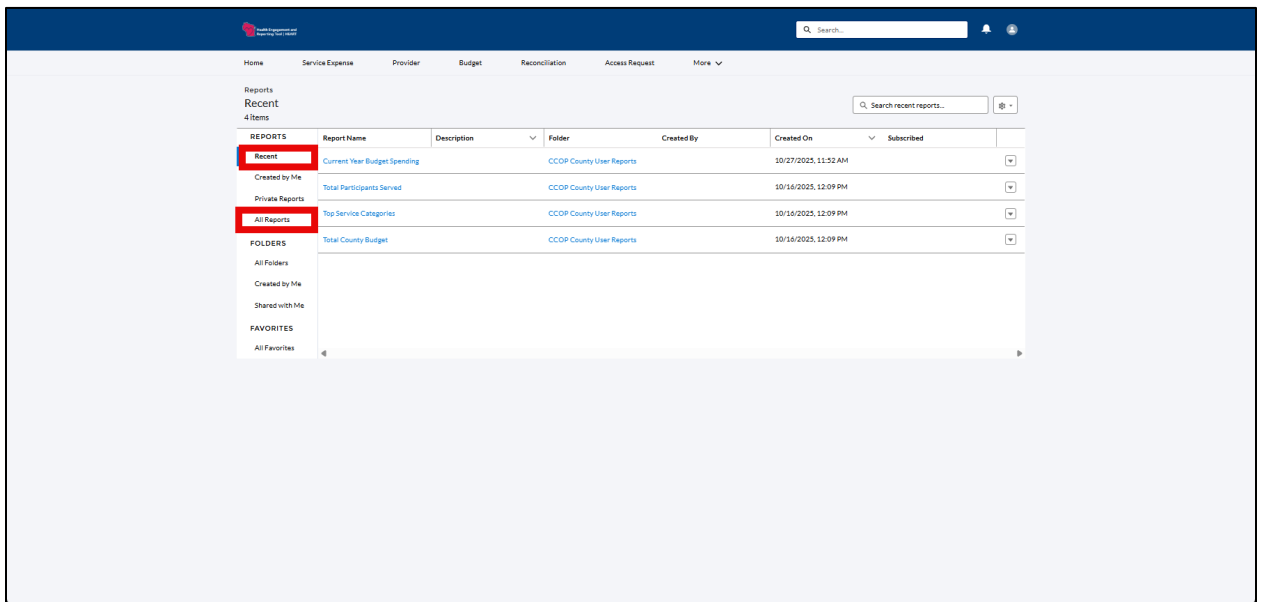 Health Engagement and
Reporting Tool | HEART
Search...
Home Service Expense Provider Budget Reconciliation Access Request More
Reports
Recent
4 items
Search recent reports...
REPORTS
Report Name Description Folder Created By Created On Subscribed
Recent
Current Year Budget Spending CCOP County User Reports 10/27/2025, 11:52 AM
Created by Me
Total Participants Served CCOP County User Reports 10/16/2025, 12:09 PM
Private Reports
Top Service Categories CCOP County User Reports 10/16/2025, 12:09 PM
All Reports
Total County Budget CCOP County User Reports 10/16/2025, 12:09 PM
FOLDERS
All Folders
Created by Me
Shared with Me
FAVORITES
All Favorites